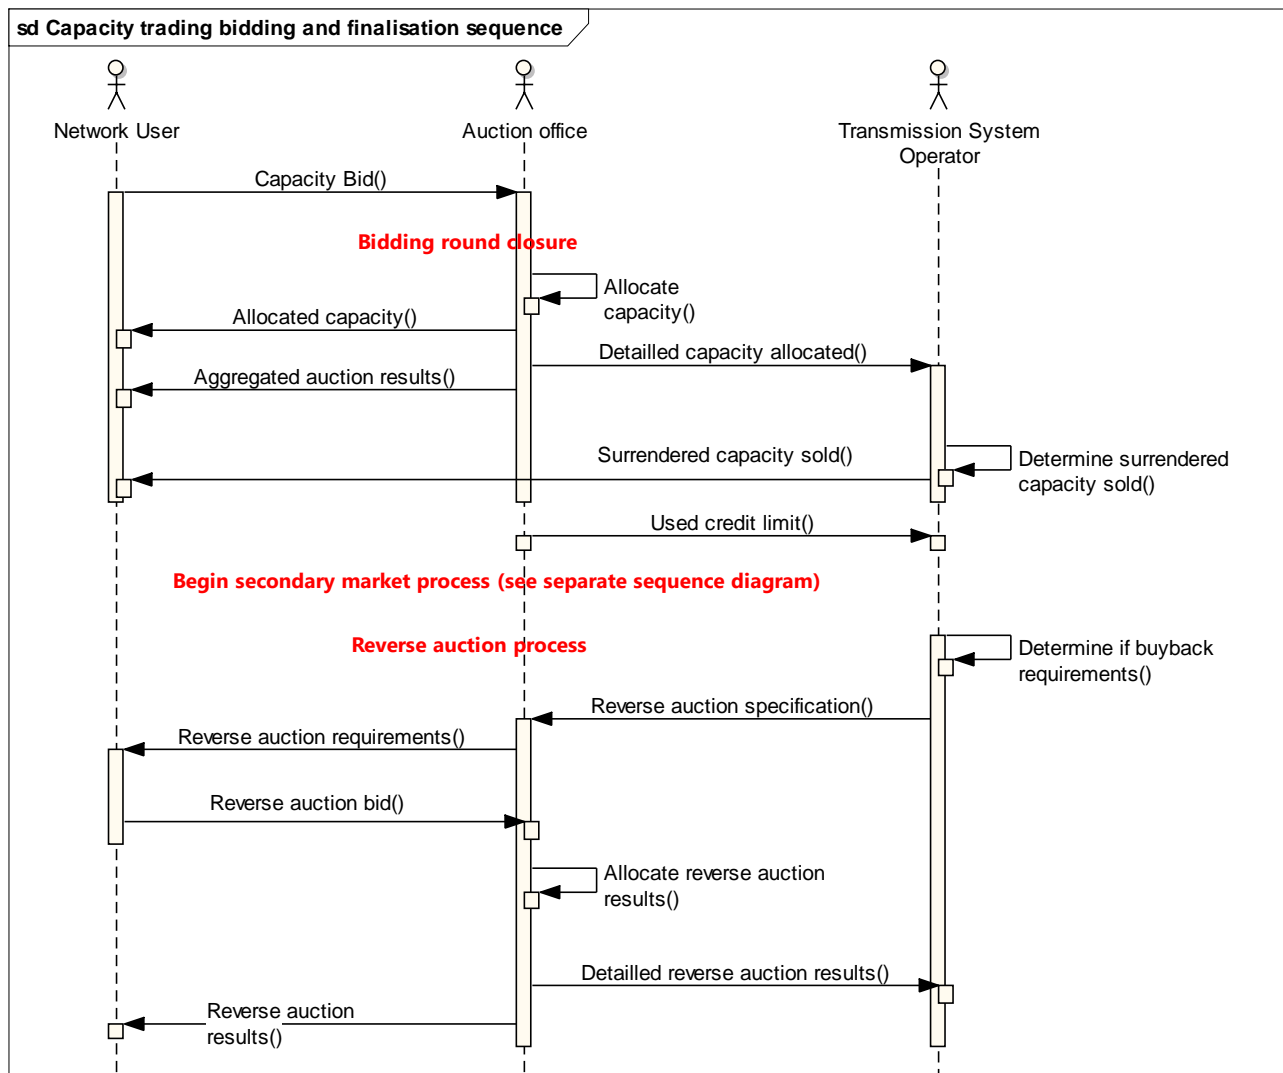 sd Capacity trading bidding and finalisation sequence
Network User
Auction office
Transmission System
Operator
Capacity Bid()
Bidding round closure
Allocate
capacity()
Allocated capacity()
Detailled capacity allocated()
Aggregated auction results()
Surrendered capacity sold()
Determine surrendered
capacity sold()
Used credit limit()
Begin secondary market process (see separate sequence diagram)
Reverse auction process
Determine if buyback
requirements()
Reverse auction specification()
Reverse auction requirements()
Reverse auction bid()
Allocate reverse auction
results()
Detailled reverse auction results()
Reverse auction
results()